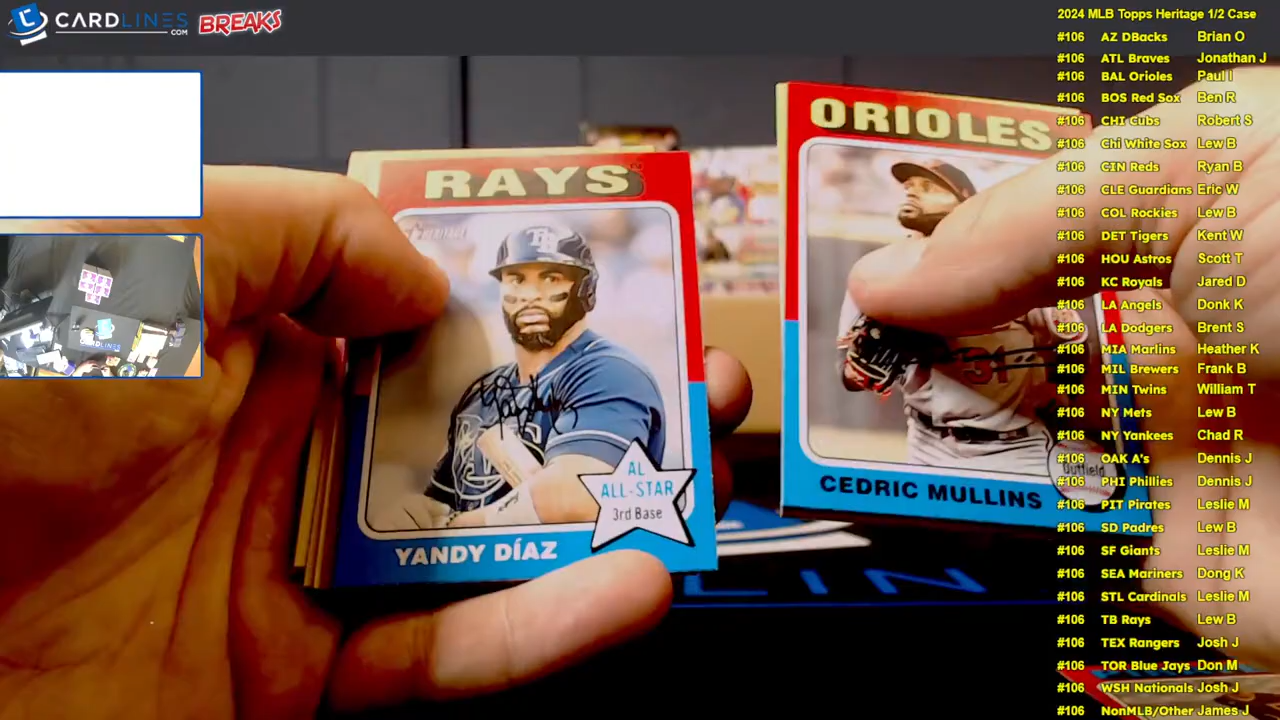 CARDLINES
.COM
BREAKS
2024 MLB Topps Heritage 1/2 Case
#106 AZ DBacks Brian O
#106 ATL Braves Jonathan J
#106 BAL Orioles Paul I
#106 BOS Red Sox Ben R
#106 CHI Cubs Robert S
#106 Chi White Sox Lew B
#106 CIN Reds Ryan B
#106 CLE Guardians Eric W
#106 COL Rockies Lew B
#106 DET Tigers Kent W
#106 HOU Astros Scott T
#106 KC Royals Jared D
#106 LA Angels Donk K
#106 LA Dodgers Brent S
#106 MIA Marlins Heather K
#106 MIL Brewers Frank B
#106 MIN Twins William T
#106 NY Mets Lew B
#106 NY Yankees Chad R
#106 OAK A's Dennis J
#106 PHI Phillies Dennis J
#106 PIT Pirates Leslie M
#106 SD Padres Lew B
#106 SF Giants Leslie M
#106 SEA Mariners Dong K
#106 STL Cardinals Leslie M
#106 TB Rays Lew B
#106 TEX Rangers Josh J
#106 TOR Blue Jays Don M
#106 WSH Nationals Josh J
#106 NonMLB/Other James J
RAYS
HERITAGE
TB
AL
ALL-STAR
3rd Base
YANDY DÍAZ
ORIOLES
31
Outfield
CEDRIC MULLINS
LIN